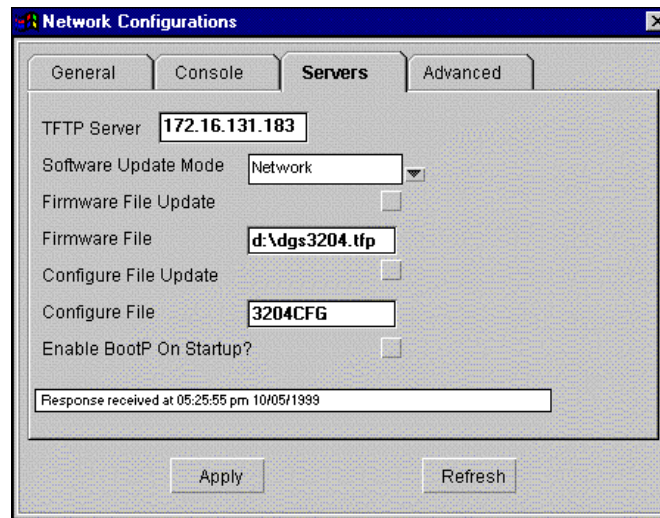 Network Configurations
General Console Servers Advanced
TFTP Server 172.16.131.183
Software Update Mode Network
Firmware File Update
Firmware File d:\dgs3204.tfp
Configure File Update
Configure File 3204CFG
Enable BootP On Startup?
Response received at 05:25:55 pm 10/05/1999
Apply Refresh